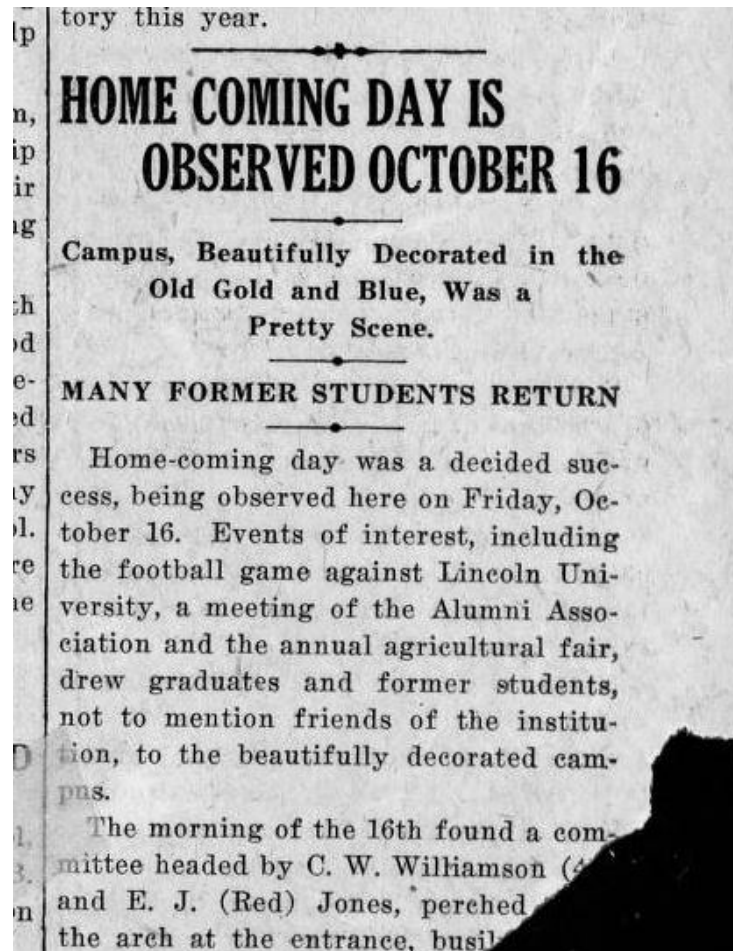 tory this year.
HOME COMING DAY IS
OBSERVED OCTOBER 16
Campus, Beautifully Decorated in the
Old Gold and Blue, Was a
Pretty Scene.
MANY FORMER STUDENTS RETURN
Home-coming day was a decided suc-
cess, being observed here on Friday, Oc-
tober 16. Events of interest, including
the football game against Lincoln Uni-
versity, a meeting of the Alumni Asso-
ciation and the annual agricultural fair,
drew graduates and former students,
not to mention friends of the institu-
tion, to the beautifully decorated cam-
pus.
The morning of the 16th found a com-
mittee headed by C. W. Williamson
and E. J. (Red) Jones, perched
the arch at the entrance,